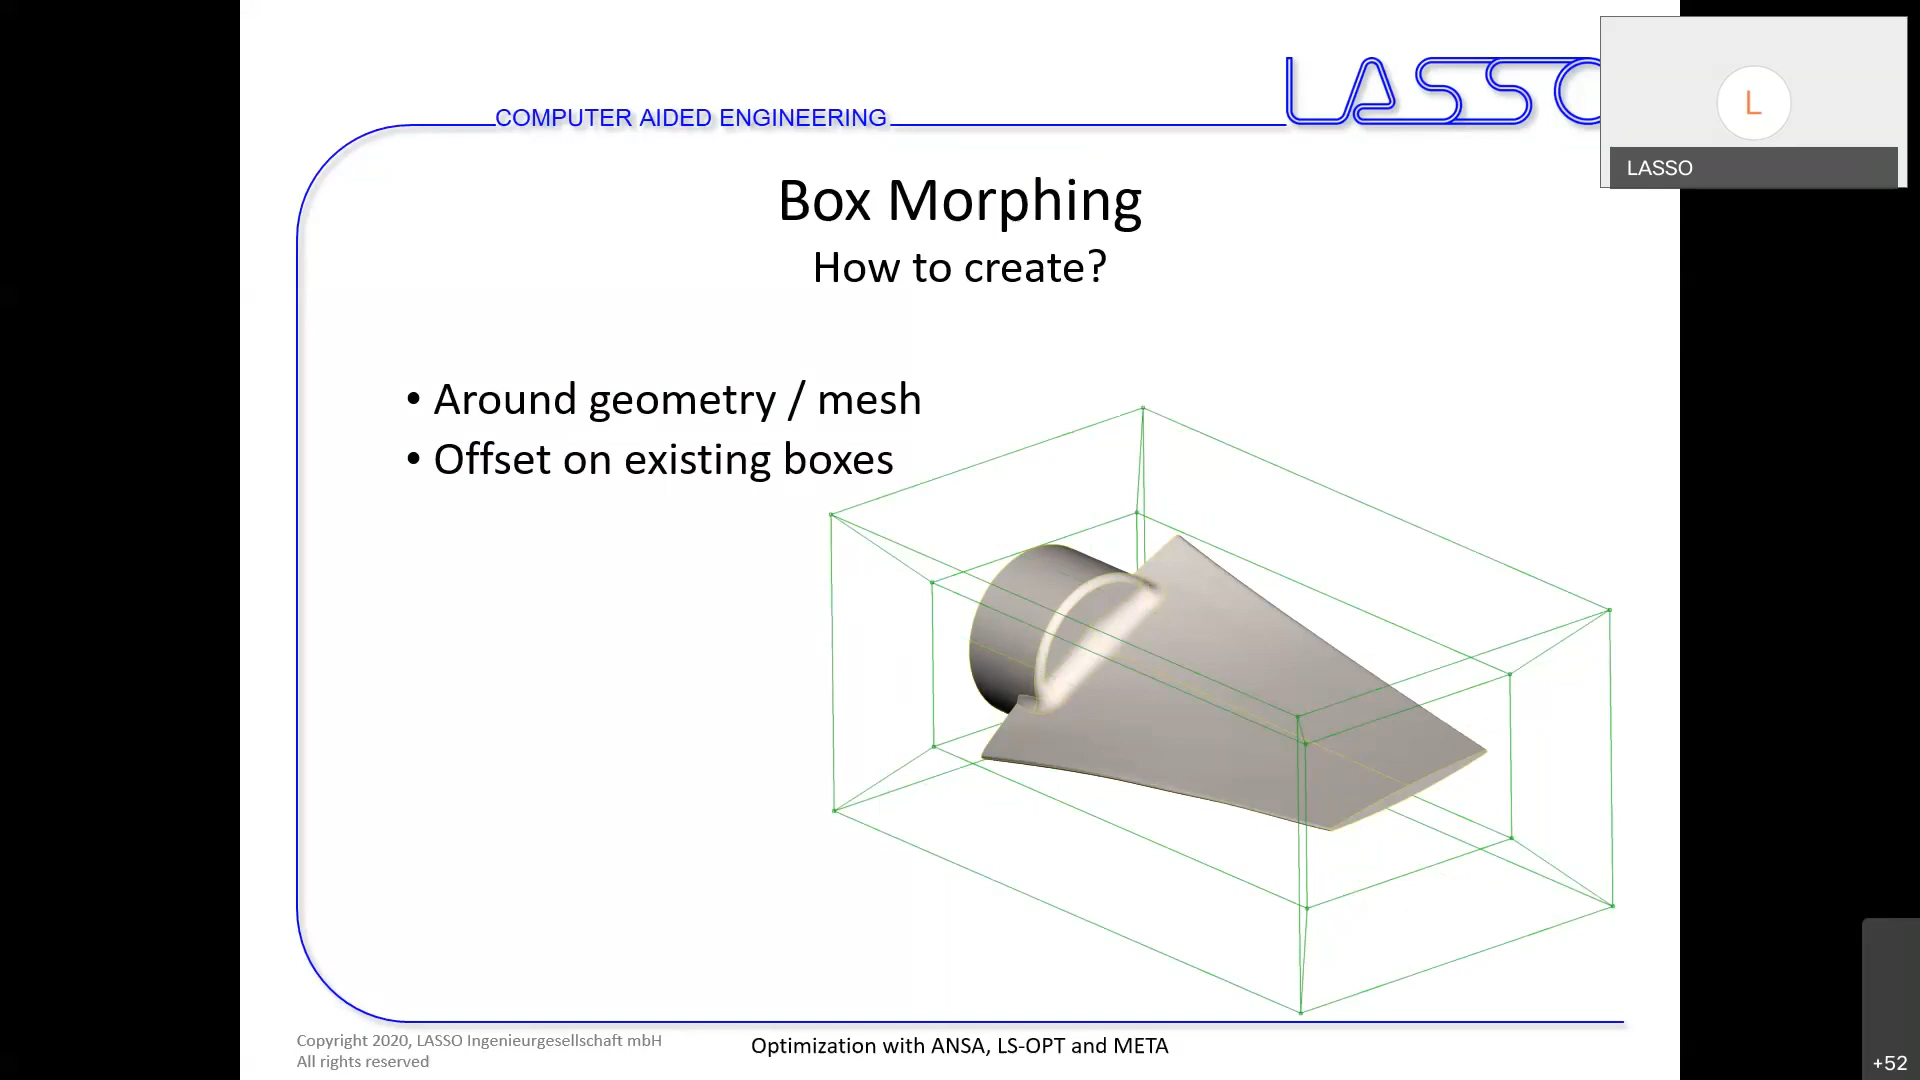 LASSO
COMPUTER AIDED ENGINEERING
L
LASSO
Box Morphing
How to create?
• Around geometry / mesh
• Offset on existing boxes
Copyright 2020, LASSO Ingenieurgesellschaft mbH
All rights reserved
Optimization with ANSA, LS-OPT and META
+52